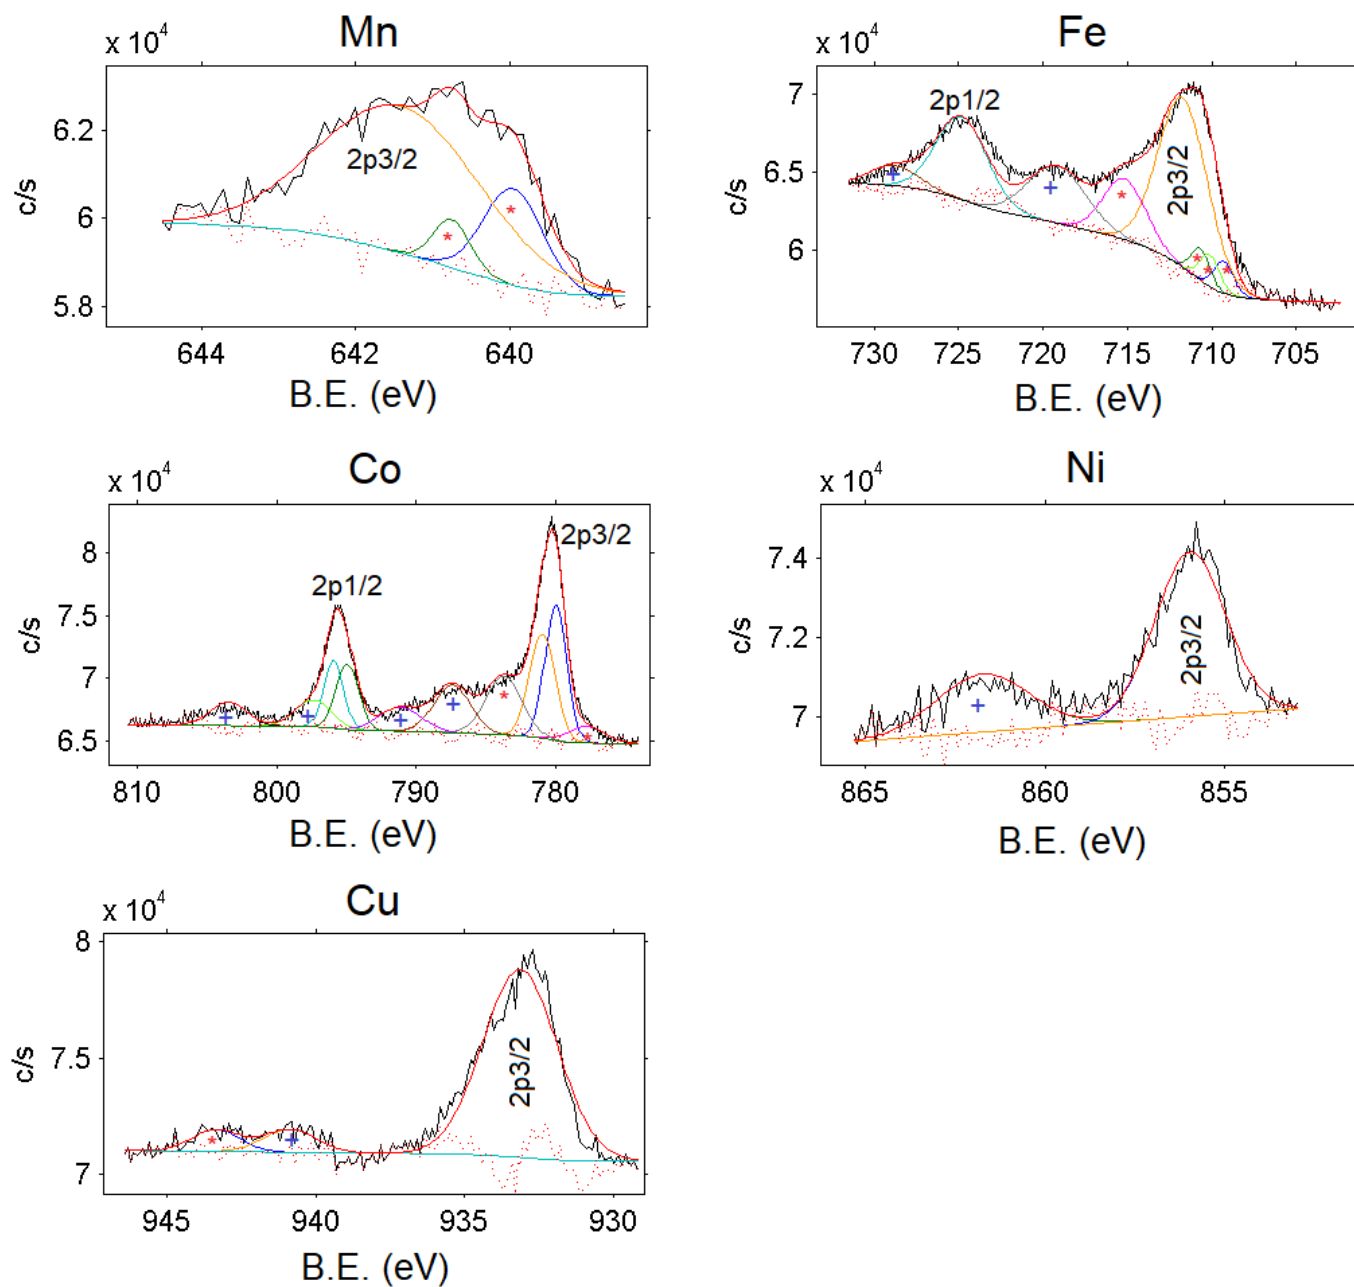 Mn
x 10^4
6.2
6
5.8
c/s
2p3/2
*
*
644
642
640
B.E. (eV)
Fe
x 10^4
7
6.5
6
2p1/2
2p3/2
+
+
*
*
*
*
730
725
720
715
710
705
B.E. (eV)
Co
x 10^4
8
7.5
7
6.5
c/s
2p3/2
2p1/2
+
+
+
+
*
*
810
800
790
780
B.E. (eV)
Ni
x 10^4
7.4
7.2
7
2p3/2
+
865
860
855
B.E. (eV)
Cu
x 10^4
8
7.5
7
c/s
2p3/2
*
+
945
940
935
930
B.E. (eV)